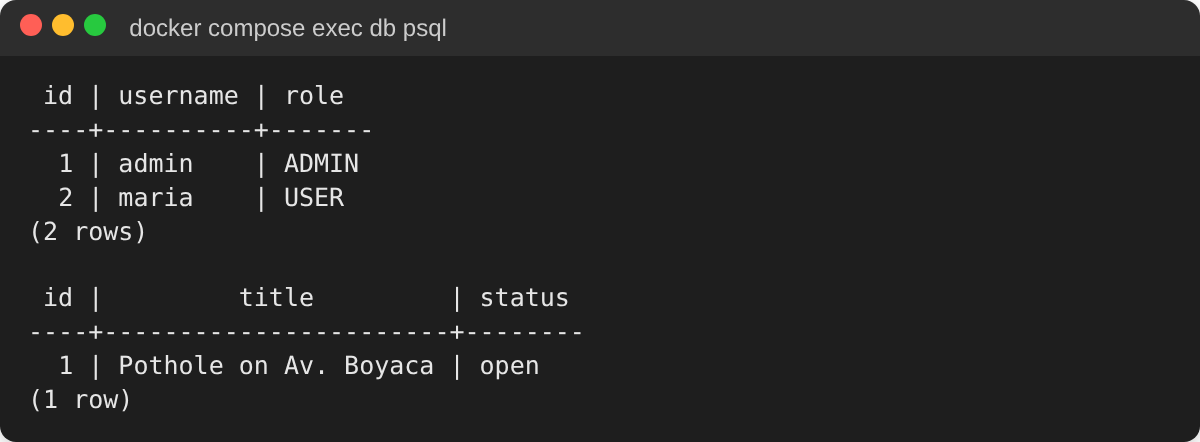 docker compose exec db psql
 id | username | role
----+----------+-------
  1 | admin    | ADMIN
  2 | maria    | USER
(2 rows)

 id |         title         | status
----+-----------------------+--------
  1 | Pothole on Av. Boyaca | open
(1 row)